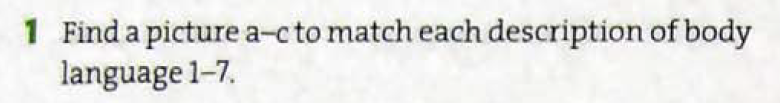 1 Find a picture a–c to match each description of body
language 1–7.